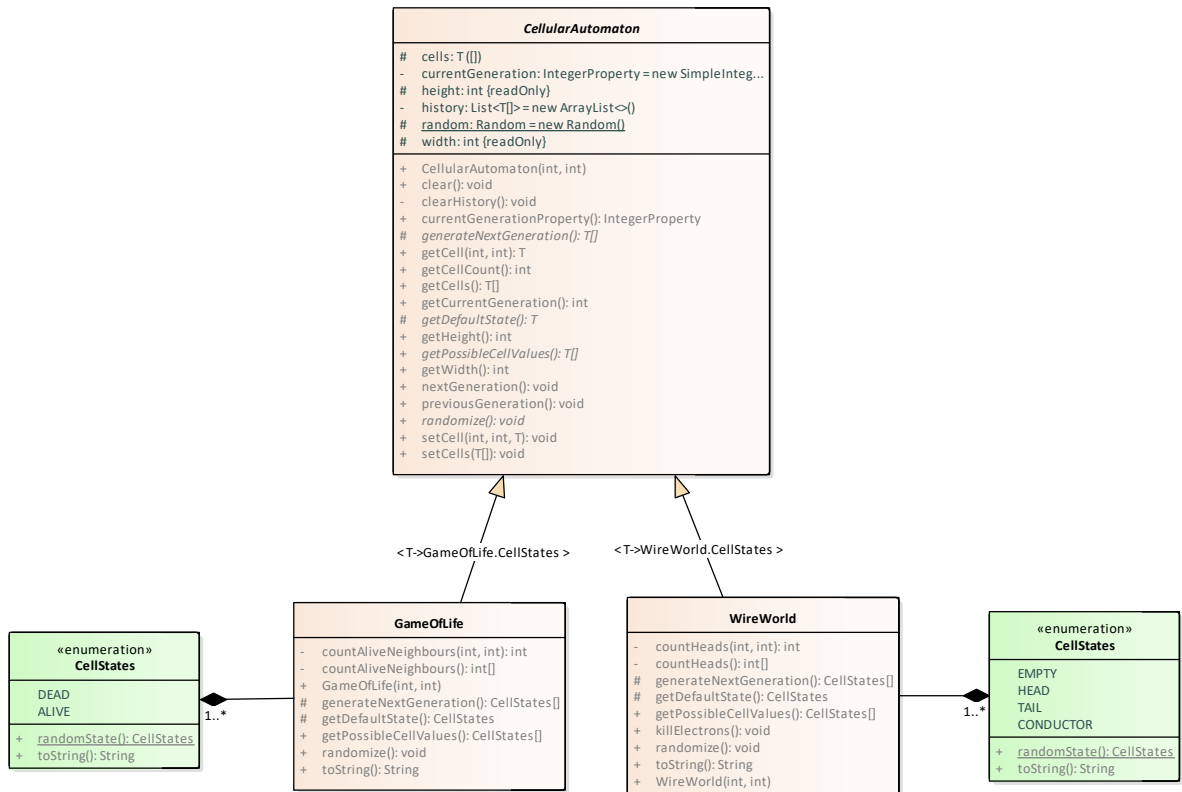 CellularAutomaton
# cells: T ([])
- currentGeneration: IntegerProperty = new SimpleInteg...
# height: int {readOnly}
- history: List<T[]> = new ArrayList<>()
# random: Random = new Random()
# width: int {readOnly}
+ CellularAutomaton(int, int)
+ clear(): void
- clearHistory(): void
+ currentGenerationProperty(): IntegerProperty
# generateNextGeneration(): T[]
+ getCell(int, int): T
+ getCellCount(): int
+ getCells(): T[]
+ getCurrentGeneration(): int
# getDefaultState(): T
+ getHeight(): int
+ getPossibleCellValues(): T[]
+ getWidth(): int
+ nextGeneration(): void
+ previousGeneration(): void
+ randomize(): void
+ setCell(int, int, T): void
+ setCells(T[]): void
< T->GameOfLife.CellStates >
< T->WireWorld.CellStates >
«enumeration»
CellStates
DEAD
ALIVE
+ randomState(): CellStates
+ toString(): String
1..*
GameOfLife
- countAliveNeighbours(int, int): int
- countAliveNeighbours(): int[]
+ GameOfLife(int, int)
# generateNextGeneration(): CellStates[]
# getDefaultState(): CellStates
+ getPossibleCellValues(): CellStates[]
+ randomize(): void
+ toString(): String
WireWorld
- countHeads(int, int): int
- countHeads(): int[]
# generateNextGeneration(): CellStates[]
# getDefaultState(): CellStates
+ getPossibleCellValues(): CellStates[]
+ killElectrons(): void
+ randomize(): void
+ toString(): String
+ WireWorld(int, int)
1..*
«enumeration»
CellStates
EMPTY
HEAD
TAIL
CONDUCTOR
+ randomState(): CellStates
+ toString(): String